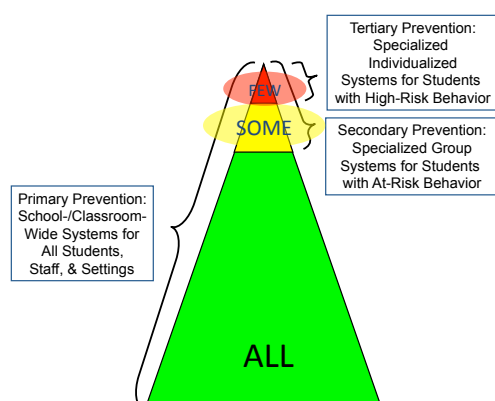 Tertiary Prevention:
Specialized
Individualized
Systems for Students
with High-Risk Behavior
FEW
SOME
Secondary Prevention:
Specialized Group
Systems for Students
with At-Risk Behavior
Primary Prevention:
School-/Classroom-
Wide Systems for
All Students,
Staff, & Settings
ALL